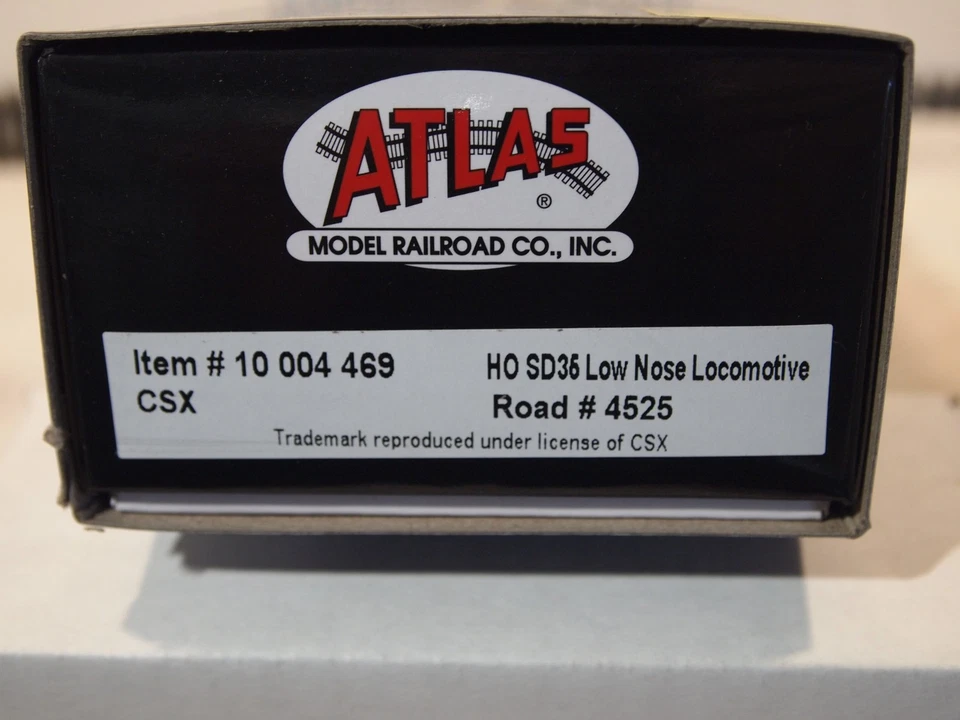 ATLAS
®
MODEL RAILROAD CO., INC.
Item # 10 004 469 HO SD35 Low Nose Locomotive
CSX Road # 4525
Trademark reproduced under license of CSX